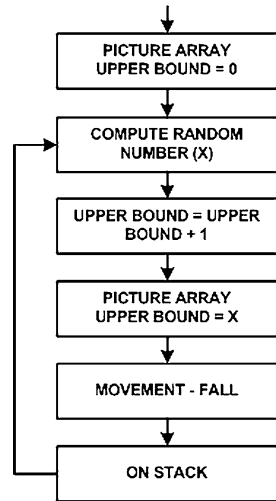 PICTURE ARRAY
UPPER BOUND = 0
COMPUTE RANDOM
NUMBER (X)
UPPER BOUND = UPPER
BOUND + 1
PICTURE ARRAY
UPPER BOUND = X
MOVEMENT - FALL
ON STACK